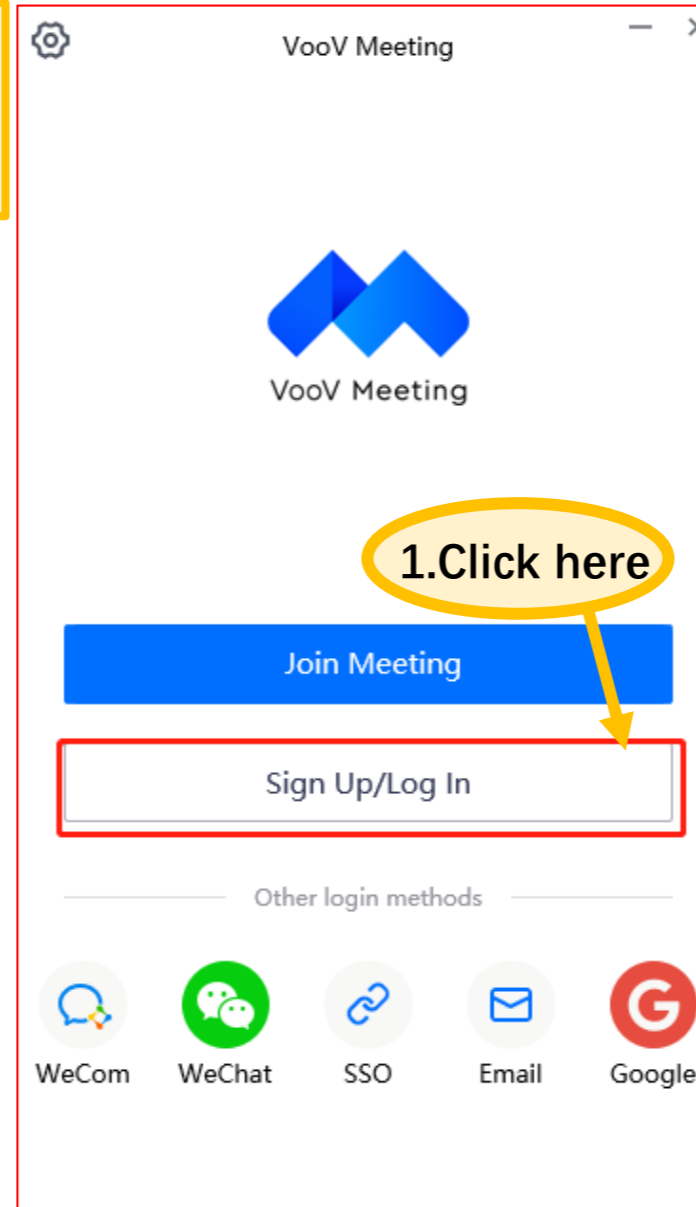 VooV Meeting
VooV Meeting
1.Click here
Join Meeting
Sign Up/Log In
Other login methods
WeCom WeChat SSO Email Google